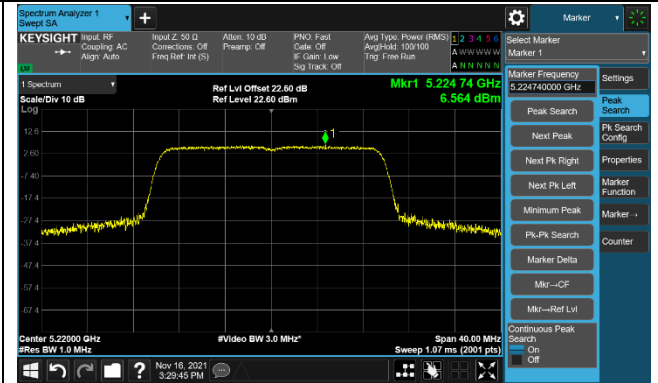 Spectrum Analyzer 1
Swept SA
Marker
KEYSIGHT
Input: RF
Coupling: AC
Align: Auto
Input Z: 50 Ω
Corrections: Off
Freq Ref: Int (S)
Atten: 10 dB
Preamp: Off
PNO: Fast
Gate: Off
IF Gain: Low
Sig Track: Off
Avg Type: Power (RMS)
Avg|Hold: 100/100
Trig: Free Run
1 2 3 4 5 6
A W W W W W
A N N N N N
LXI
Select Marker
Marker 1
1 Spectrum
Scale/Div 10 dB
Log
Ref Lvl Offset 22.60 dB
Ref Level 22.60 dBm
Mkr1 5.224 74 GHz
6.564 dBm
Marker Frequency
5.224740000 GHz
Peak Search
Next Peak
Next Pk Right
Next Pk Left
Minimum Peak
Pk-Pk Search
Marker Delta
Mkr→CF
Mkr→Ref Lvl
Continuous Peak
Search
On
Off
Settings
Peak
Search
Pk Search
Config
Properties
Marker
Function
Marker→
Counter
1
12.6
2.60
-7.40
-17.4
-27.4
-37.4
-47.4
-57.4
-67.4
Center 5.22000 GHz
#Res BW 1.0 MHz
#Video BW 3.0 MHz*
Span 40.00 MHz
Sweep 1.07 ms (2001 pts)
?
Nov 16, 2021
3:29:45 PM